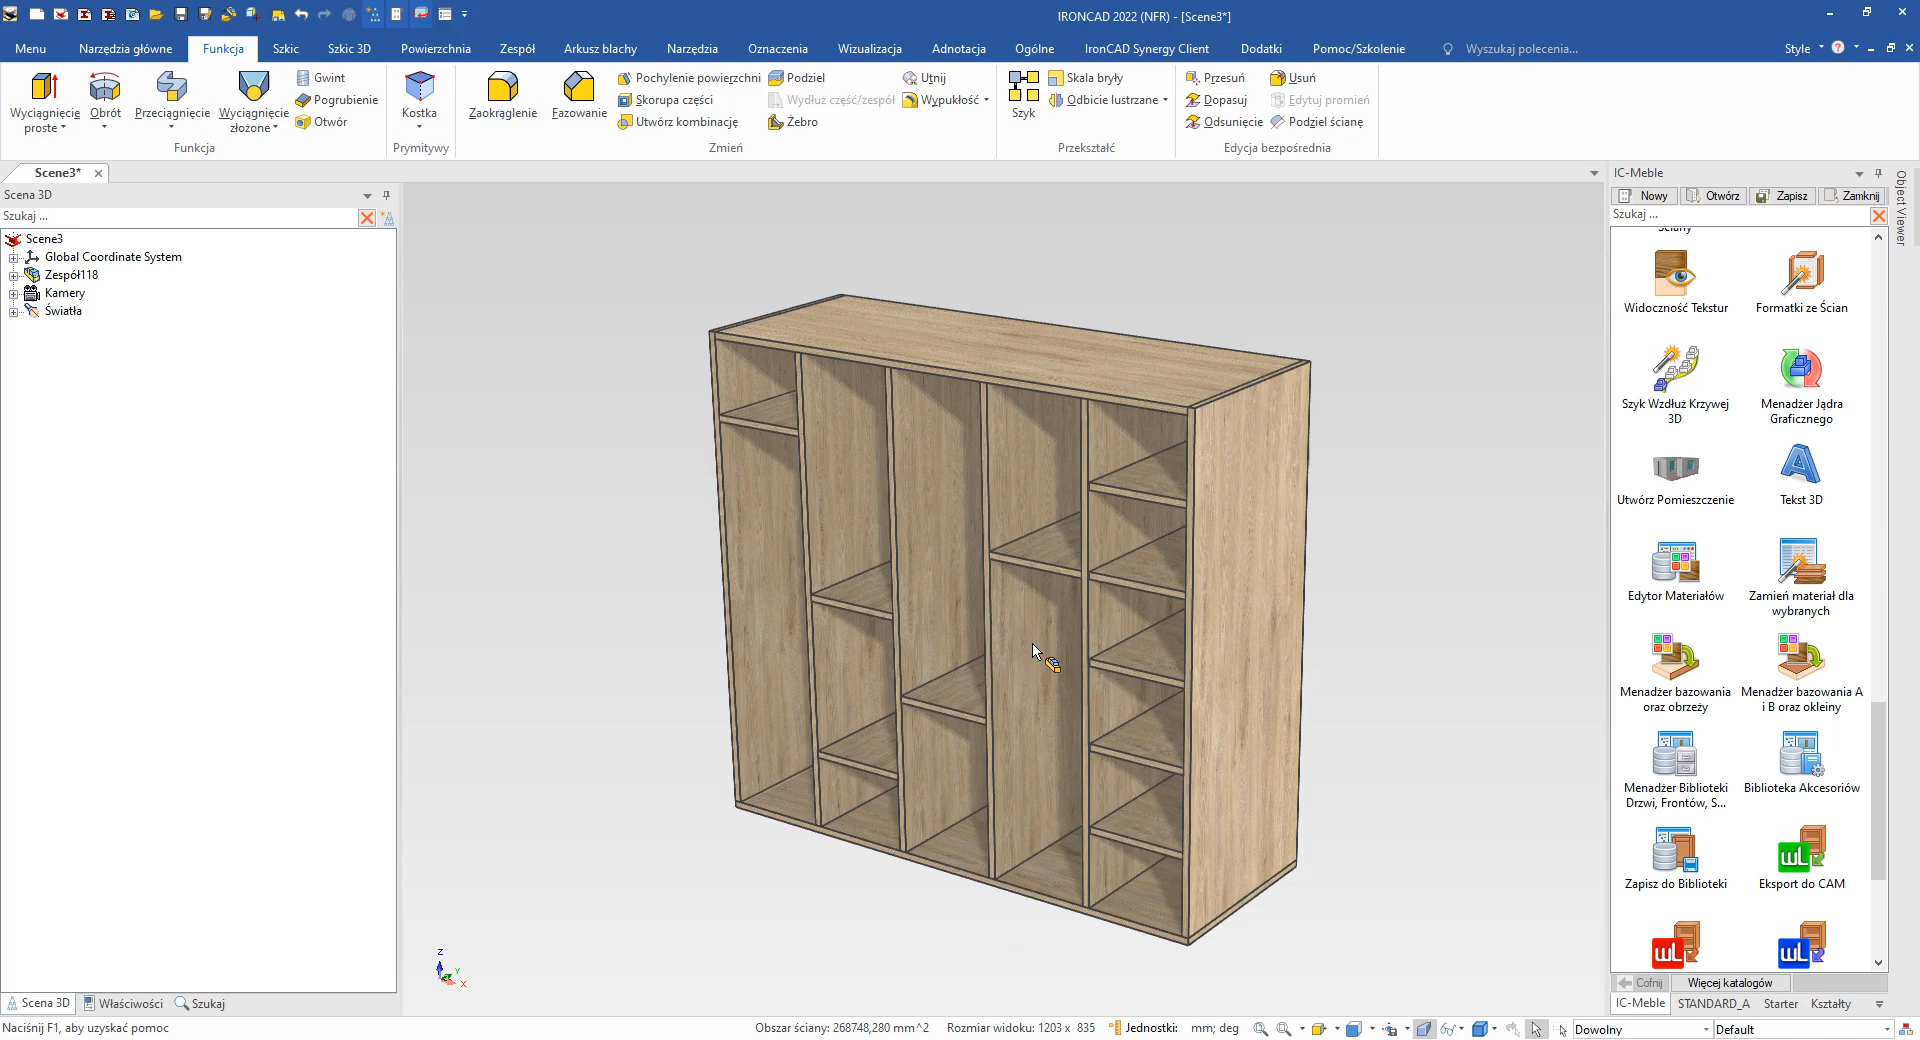 IRONCAD 2022 (NFR) - [Scene3*]
Menu Narzędzia główne Funkcja Szkic Szkic 3D Powierzchnia Zespół Arkusz blachy Narzędzia Oznaczenia Wizualizacja Adnotacja Ogólne IronCAD Synergy Client Dodatki Pomoc/Szkolenie Wyszukaj polecenia... Style
Wyciągnięcie proste
Obrót
Przeciągnięcie
Wyciągnięcie złożone
Gwint
Pogrubienie
Otwór
Funkcja
Kostka
Prymitywy
Zaokrąglenie
Fazowanie
Pochylenie powierzchni
Skorupa części
Utwórz kombinację
Podziel
Wydłuż część/zespół
Żebro
Utnij
Wypukłość
Zmień
Szyk
Skala bryły
Odbicie lustrzane
Przekształć
Przesuń
Dopasuj
Odsunięcie
Usuń
Edytuj promień
Podziel ścianę
Edycja bezpośrednia
Scene3*
Scena 3D
Szukaj ...
Scene3
Global Coordinate System
Zespół118
Kamery
Światła
Z
Y
X
IC-Meble
Nowy Otwórz Zapisz Zamknij
Szukaj ...
Ściany
Widoczność Tekstur
Formatki ze Ścian
Szyk Wzdłuż Krzywej
3D
Menadżer Jądra
Graficznego
Utwórz Pomieszczenie
Tekst 3D
Edytor Materiałów
Zamień materiał dla
wybranych
Menadżer bazowania
oraz obrzeży
Menadżer bazowania A
i B oraz okleiny
Menadżer Biblioteki
Drzwi, Frontów, S...
Biblioteka Akcesoriów
Zapisz do Biblioteki
wL
Eksport do CAM
wL
wL
Cofnij Więcej katalogów
IC-Meble STANDARD_A Starter Kształty
Object Viewer
Scena 3D Właściwości Szukaj
Naciśnij F1, aby uzyskać pomoc
Obszar ściany: 268748,280 mm^2 Rozmiar widoku: 1203 x 835 Jednostki: mm; deg
Dowolny
Default